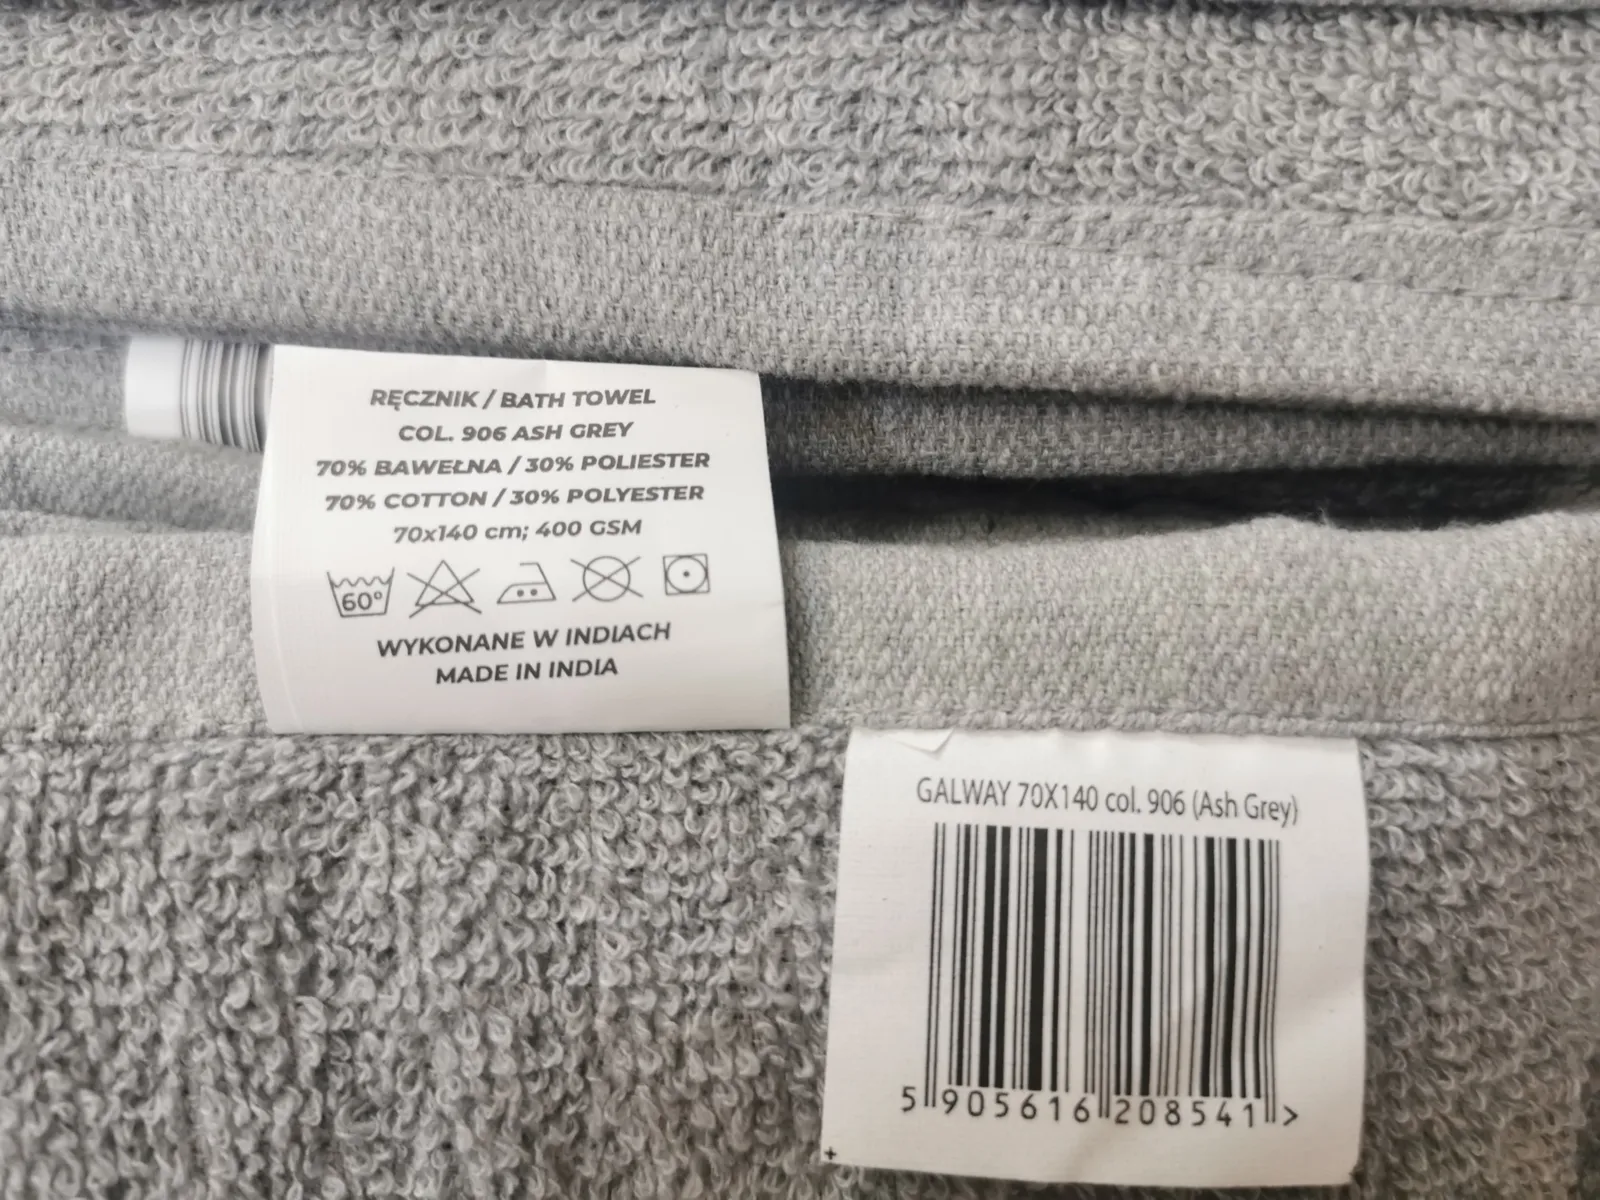 RĘCZNIK / BATH TOWEL
COL. 906 ASH GREY
70% BAWEŁNA / 30% POLIESTER
70% COTTON / 30% POLYESTER
70x140 cm; 400 GSM
60°
WYKONANE W INDIACH
MADE IN INDIA
GALWAY 70X140 col. 906 (Ash Grey)
5 905616 208541 >